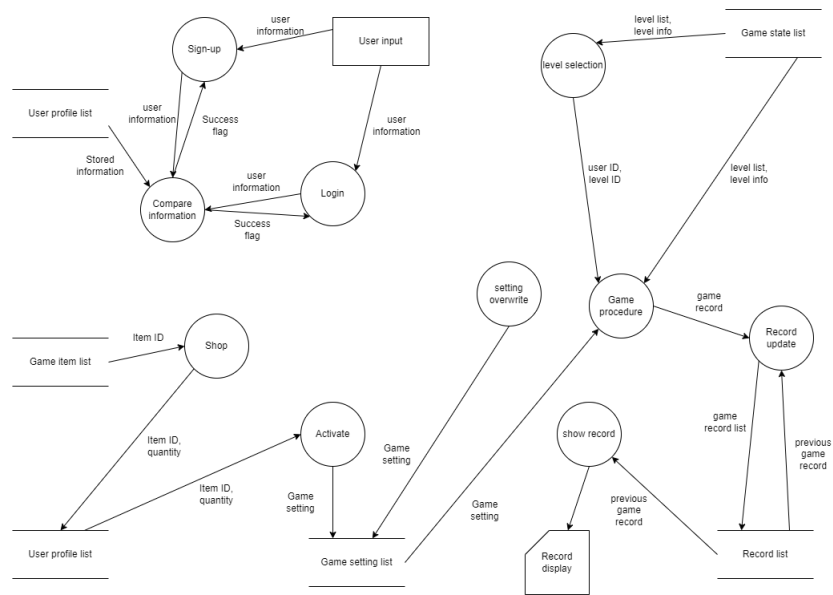 user
information
User input
Sign-up
level list,
level info
Game state list
level selection
User profile list
user
information
Success
flag
user
information
Stored
information
user
information
Login
Compare
information
Success
flag
user ID,
level ID
level list,
level info
setting
overwrite
Game
procedure
game
record
Record
update
Item ID
Shop
Game item list
Item ID,
quantity
Activate
Game
setting
show record
game
record list
previous
game
record
Item ID,
quantity
Game
setting
Game
setting
previous
game
record
User profile list
Game setting list
Record
display
Record list